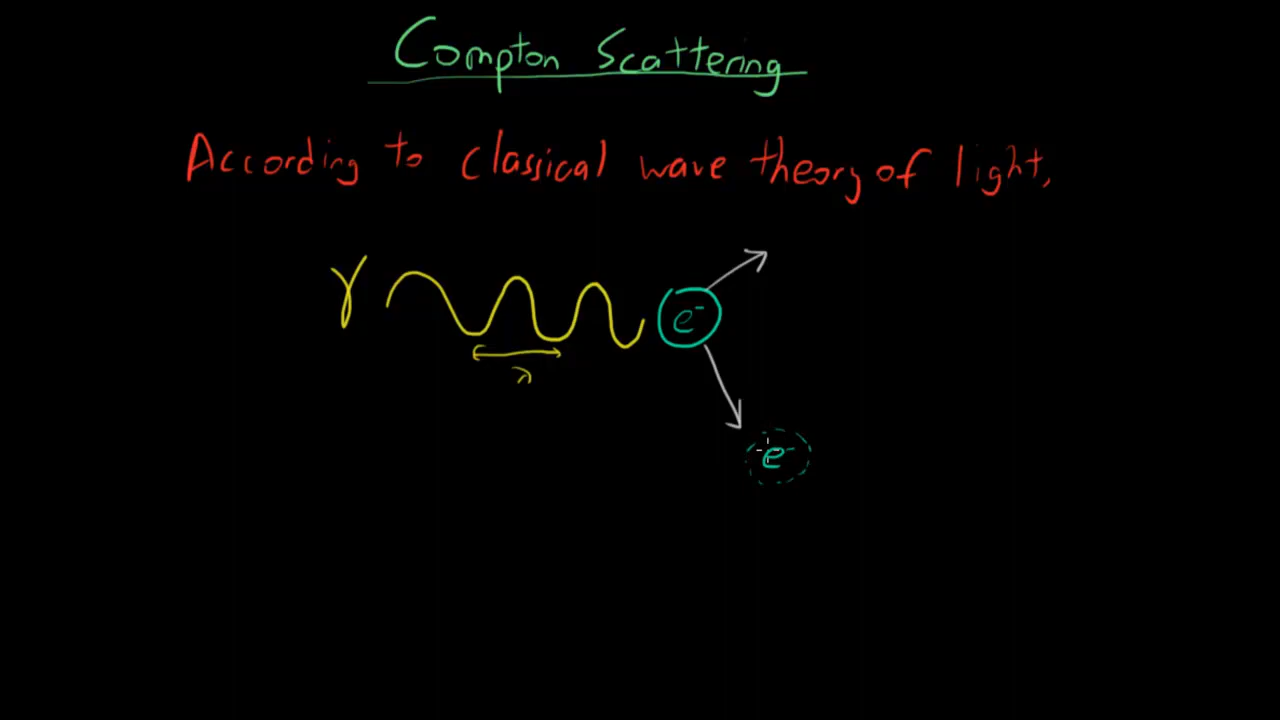 Compton Scattering
According to classical wave theory of light,
γ e⁻
λ
e⁻